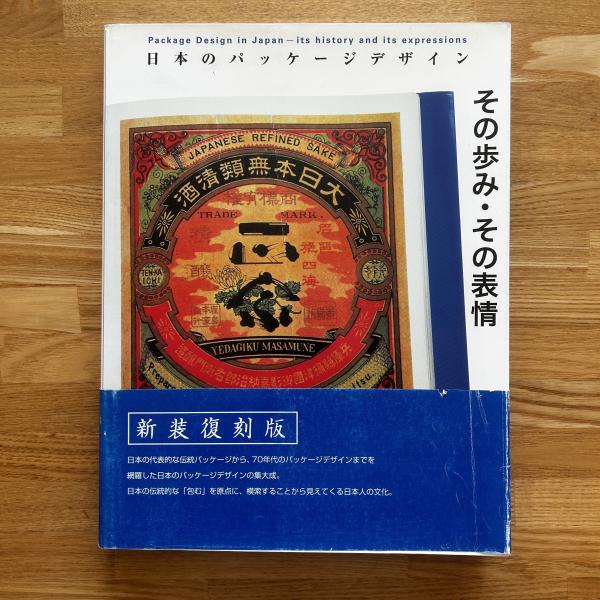 Package Design in Japan—its history and its expressions
日本のパッケージデザイン
その歩み・その表情
JAPANESE REFINED SAKE
酒清類無本日大
TRADE MARK.
TEN-KA
ICHI
YEDAGIKU MASAMUNE
Prepar
新装復刻版
日本の代表的な伝統パッケージから、70年代のパッケージデザインまでを
網羅した日本のパッケージデザインの集大成。
日本の伝統的な「包む」を原点に、模索することから見えてくる日本人の文化。